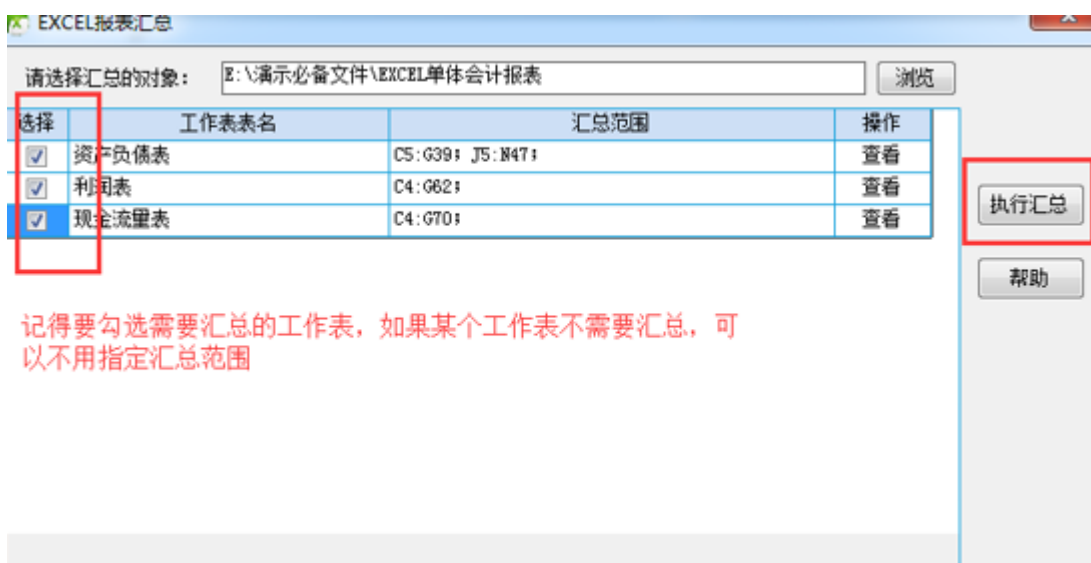 EXCEL报表汇总
请选择汇总的对象： E:\演示必备文件\EXCEL单体会计报表 浏览
选择 工作表表名 汇总范围 操作
资产负债表 C5:G39; J5:N47; 查看
利润表 C4:G62; 查看
现金流量表 C4:G70; 查看
执行汇总
帮助
记得要勾选需要汇总的工作表，如果某个工作表不需要汇总，可
以不用指定汇总范围